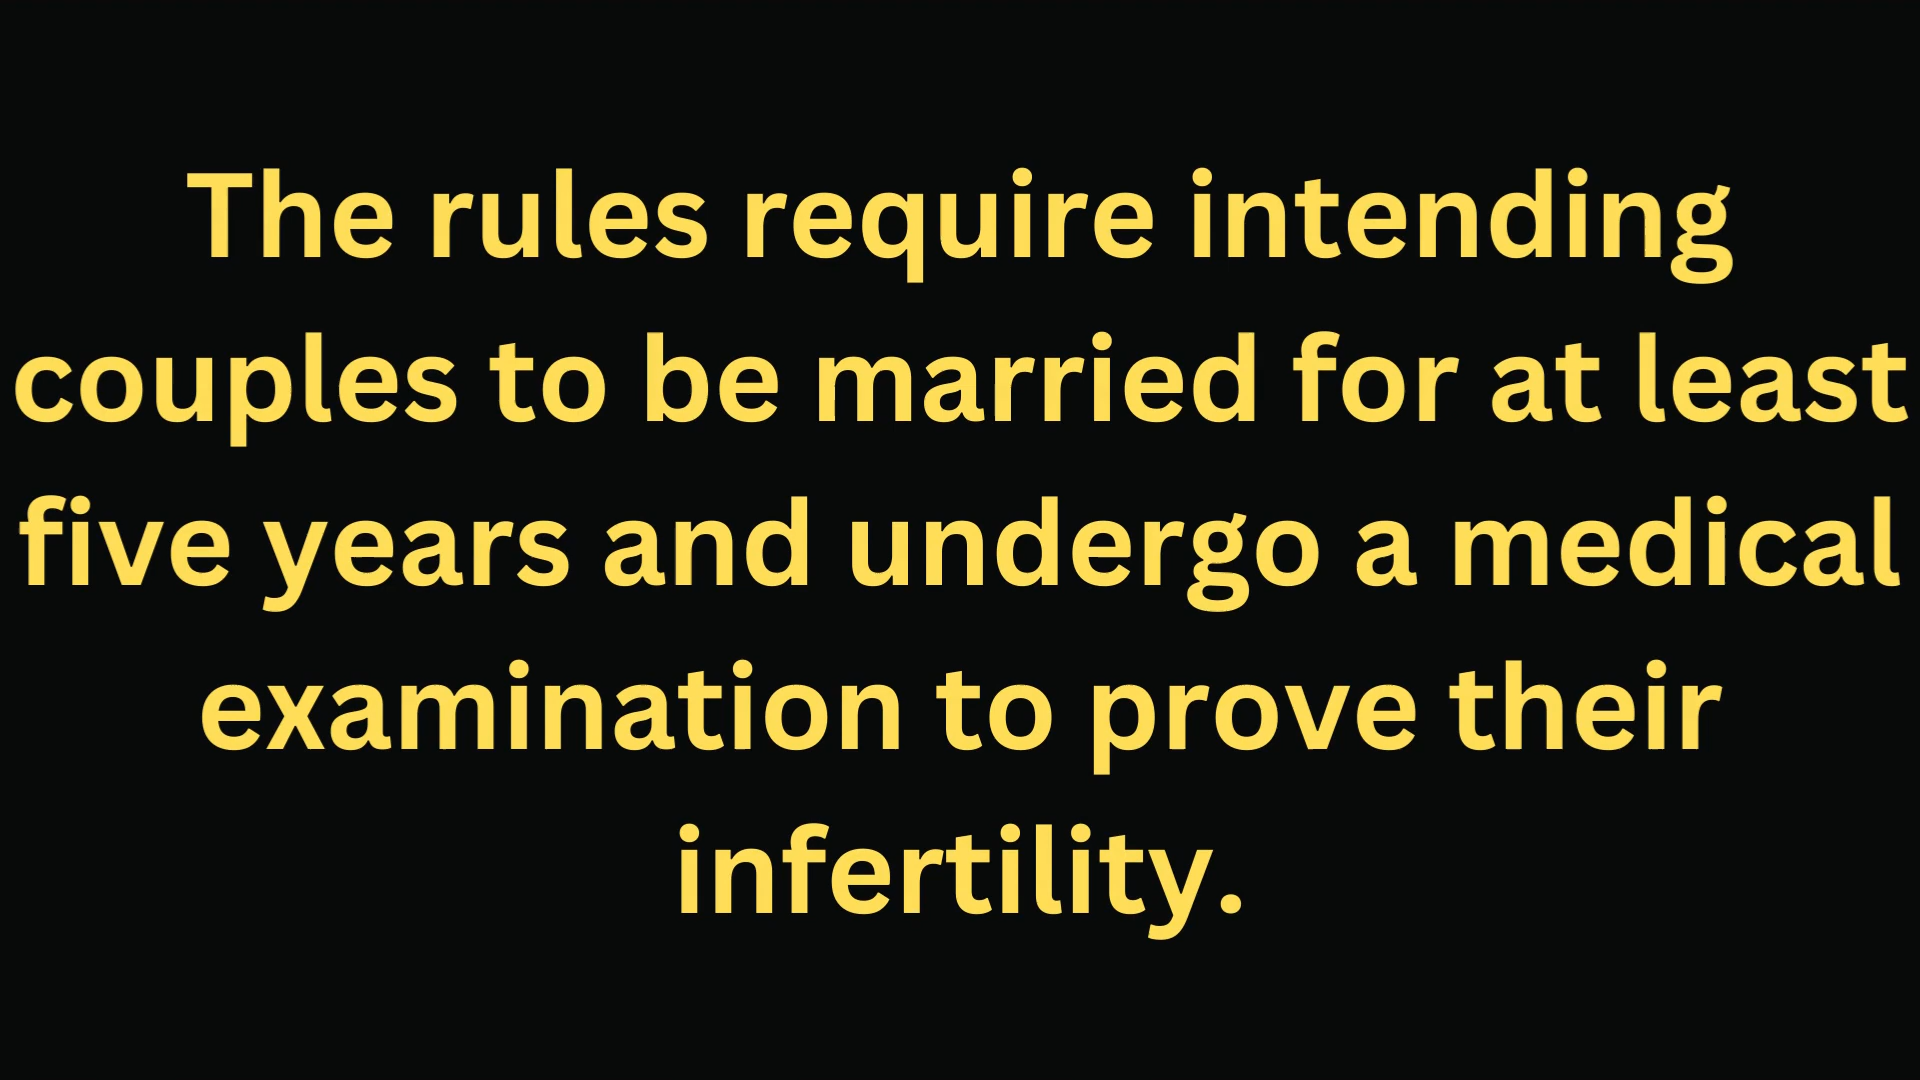 The rules require intending
couples to be married for at least
five years and undergo a medical
examination to prove their
infertility.